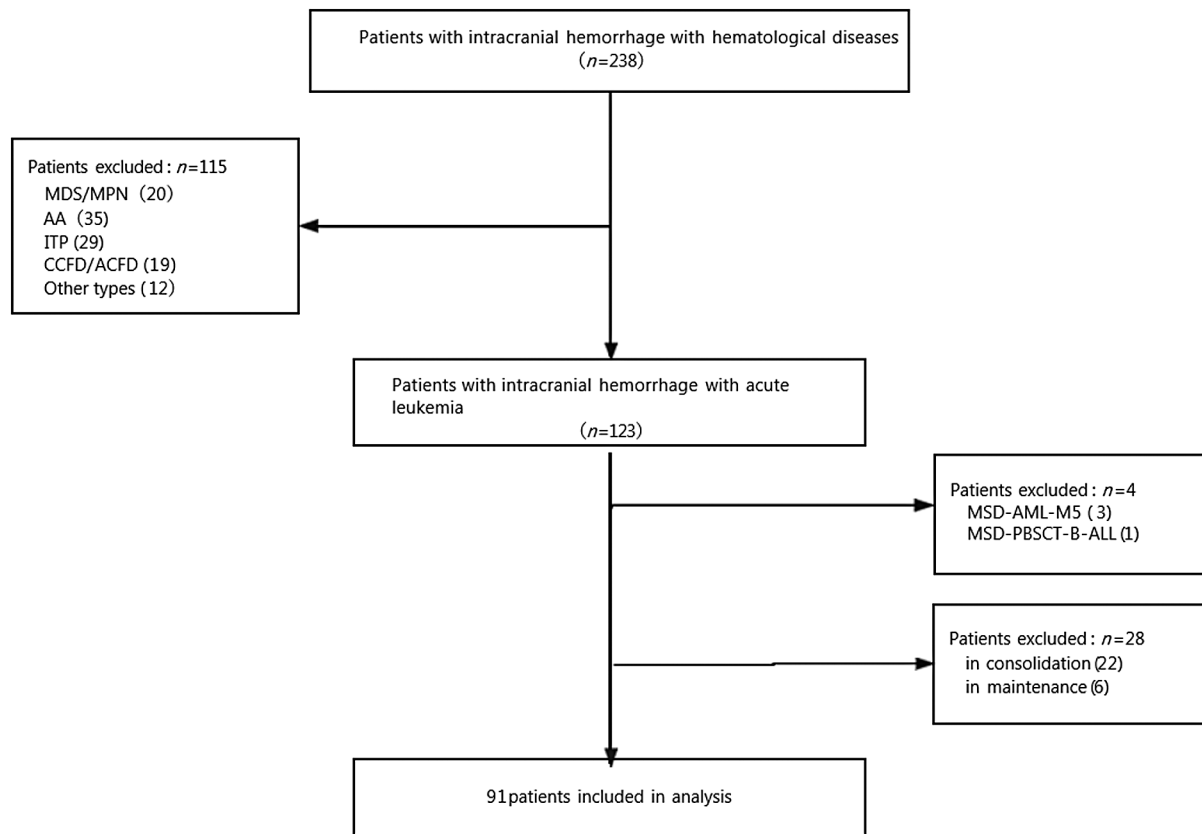 Patients with intracranial hemorrhage with hematological diseases
(n=238)
Patients excluded: n=115
MDS/MPN (20)
AA (35)
ITP (29)
CCFD/ACFD (19)
Other types (12)
Patients with intracranial hemorrhage with acute
leukemia
(n=123)
Patients excluded: n=4
MSD-AML-M5 (3)
MSD-PBSCT-B-ALL (1)
Patients excluded: n=28
in consolidation (22)
in maintenance (6)
91patients included in analysis